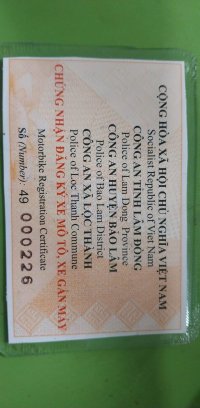 CỘNG HÒA XÃ HỘI CHỦ NGHĨA VIỆT NAM
Socialist Republic of Viet Nam
CÔNG AN TỈNH LÂM ĐỒNG
Police of Lam Dong Province
CÔNG AN HUYỆN BẢO LÂM
Police of Bao Lam District
CÔNG AN XÃ LỘC THÀNH
Police of Loc Thanh Commune
CHỨNG NHẬN ĐĂNG KÝ XE MÔ TÔ, XE GẮN MÁY
Motorbike Registration Certificate
Số (Number): 49 000226